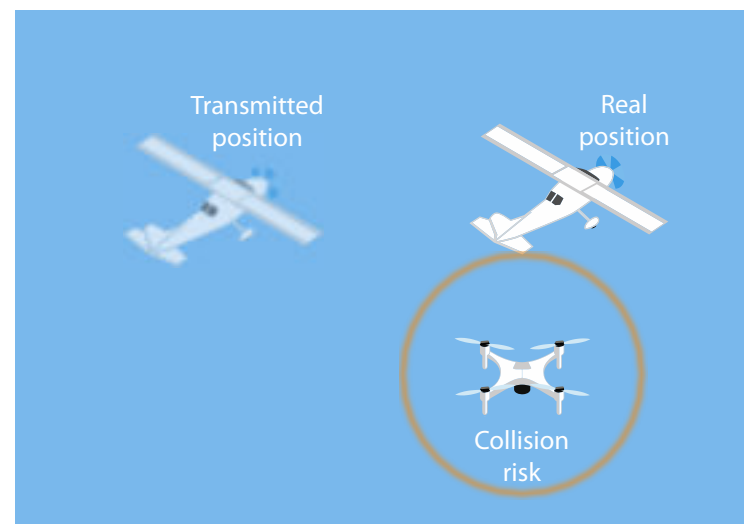 Transmitted
position
Real
position
Collision
risk